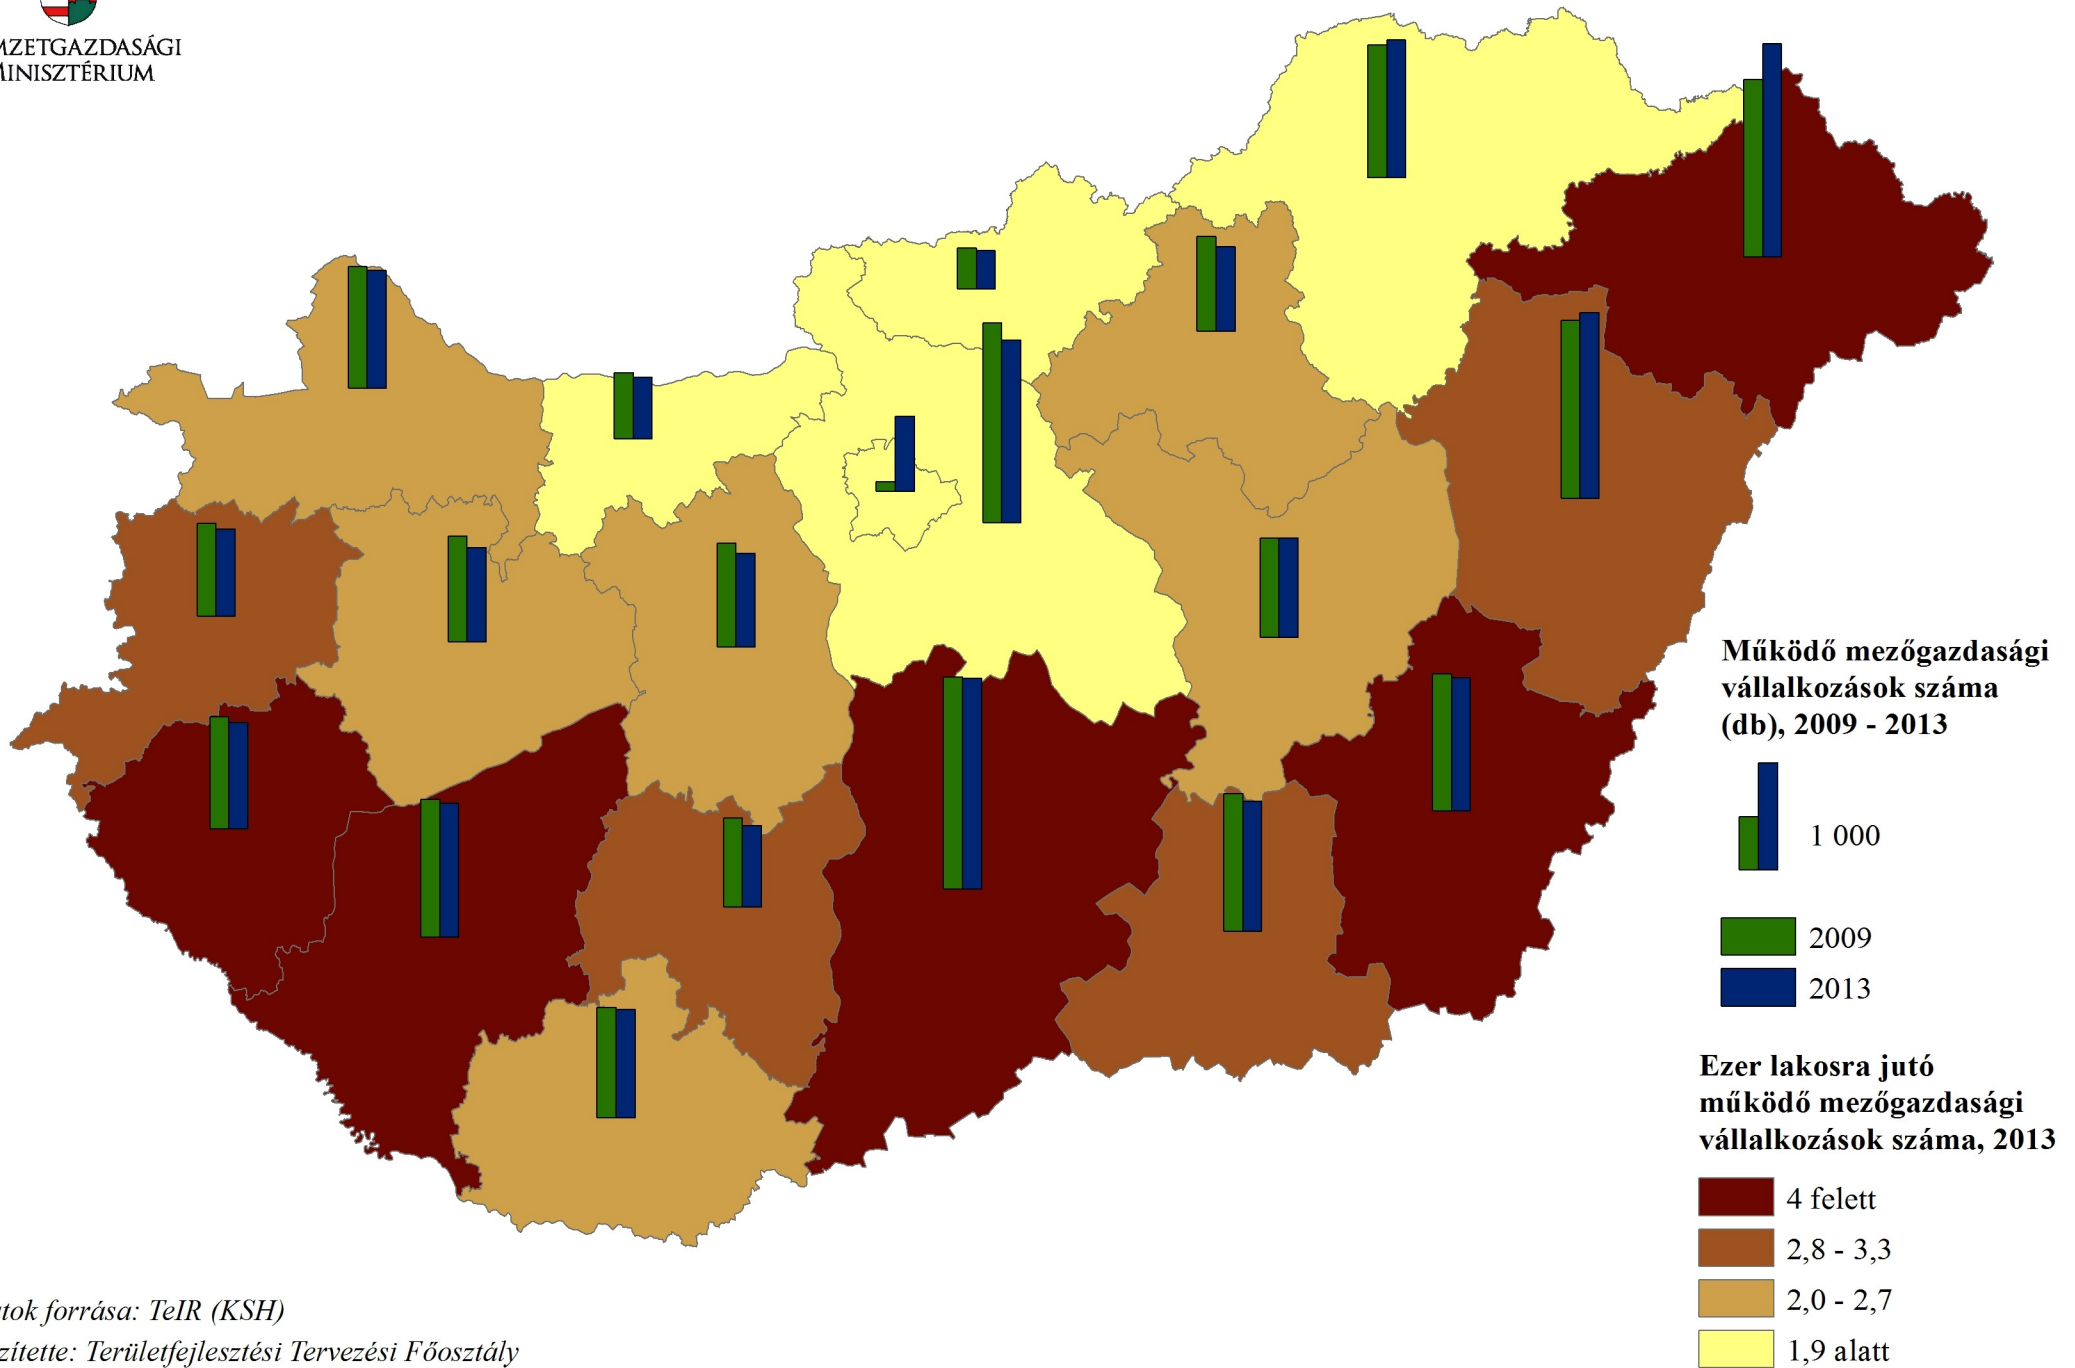 MZETGAZDASÁGI
MINISZTÉRIUM
Működő mezőgazdasági
vállalkozások száma
(db), 2009 - 2013
1 000
2009
2013
Ezer lakosra jutó
működő mezőgazdasági
vállalkozások száma, 2013
4 felett
2,8 - 3,3
2,0 - 2,7
1,9 alatt
atok forrása: TeIR (KSH)
zítette: Területfejlesztési Tervezési Főosztály